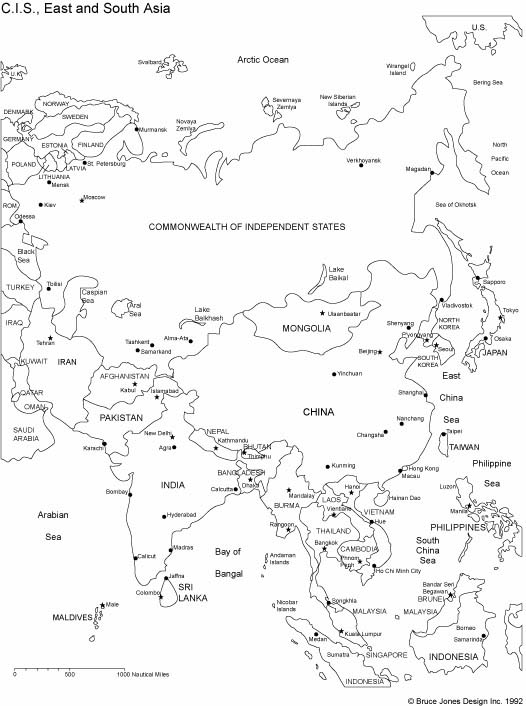 C.I.S., East and South Asia
U.S.
Arctic Ocean
Svalbard
Wrangel
Island
Bering Sea
U.K.
Severnaya
Zemlya
New Siberian
Islands
NORWAY
DENMARK
SWEDEN
Novaya
Zemlya
Murmansk
GERMANY
ESTONIA
FINLAND
North
Pacific
Ocean
POLAND
LATVIA
St. Petersburg
Verkhoyansk
Magadan
LITHUANIA
Mensk
Moscow
ROM.
Kiev
Sea of Okhotsk
Odessa
COMMONWEALTH OF INDEPENDENT STATES
Black
Sea
Lake
Baikal
TURKEY
Tbilisi
Caspian
Sea
Aral
Sea
Lake
Balkhash
Sapporo
Vladivostok
IRAQ
Ulaanbaatar
MONGOLIA
Shenyang
NORTH
KOREA
Tokyo
Tehran
Tashkent
Alma-Ata
Samarkand
P'yongyang
Seoul
Osaka
Beijing
JAPAN
KUWAIT
IRAN
SOUTH
KOREA
AFGHANISTAN
Kabul
Islamabad
Yinchuan
East
China
Sea
QATAR
OMAN
Shanghai
PAKISTAN
CHINA
Nanchang
SAUDI
ARABIA
New Delhi
NEPAL
Kathmandu
Changsha
Taipei
Karachi
Agra
BHUTAN
Thimphu
TAIWAN
BANGLADESH
Kunming
Hong Kong
Macau
Philippine
Sea
INDIA
Dhaka
Bombay
Calcutta
Mandalay
Hanoi
Hainan Dao
Luzon
BURMA
LAOS
Vientiane
VIETNAM
Manila
Arabian
Sea
Hyderabad
Rangoon
Hue
PHILIPPINES
THAILAND
Madras
Bay of
Bangal
Andaman
Islands
Bangkok
CAMBODIA
Phnom
Penh
South
China
Sea
Calicut
Ho Chi Minh City
Jaffna
Bandar Seri
Begawan
BRUNEI
Colombo
SRI
LANKA
Nicobar
Islands
Songkhla
MALAYSIA
MALAYSIA
Male
MALDIVES
Medan
Kuala Lumpur
Borneo
Samarinda
Sumatra
SINGAPORE
INDONESIA
0
500
1000
Nautical Miles
INDONESIA
© Bruce Jones Design Inc. 1992